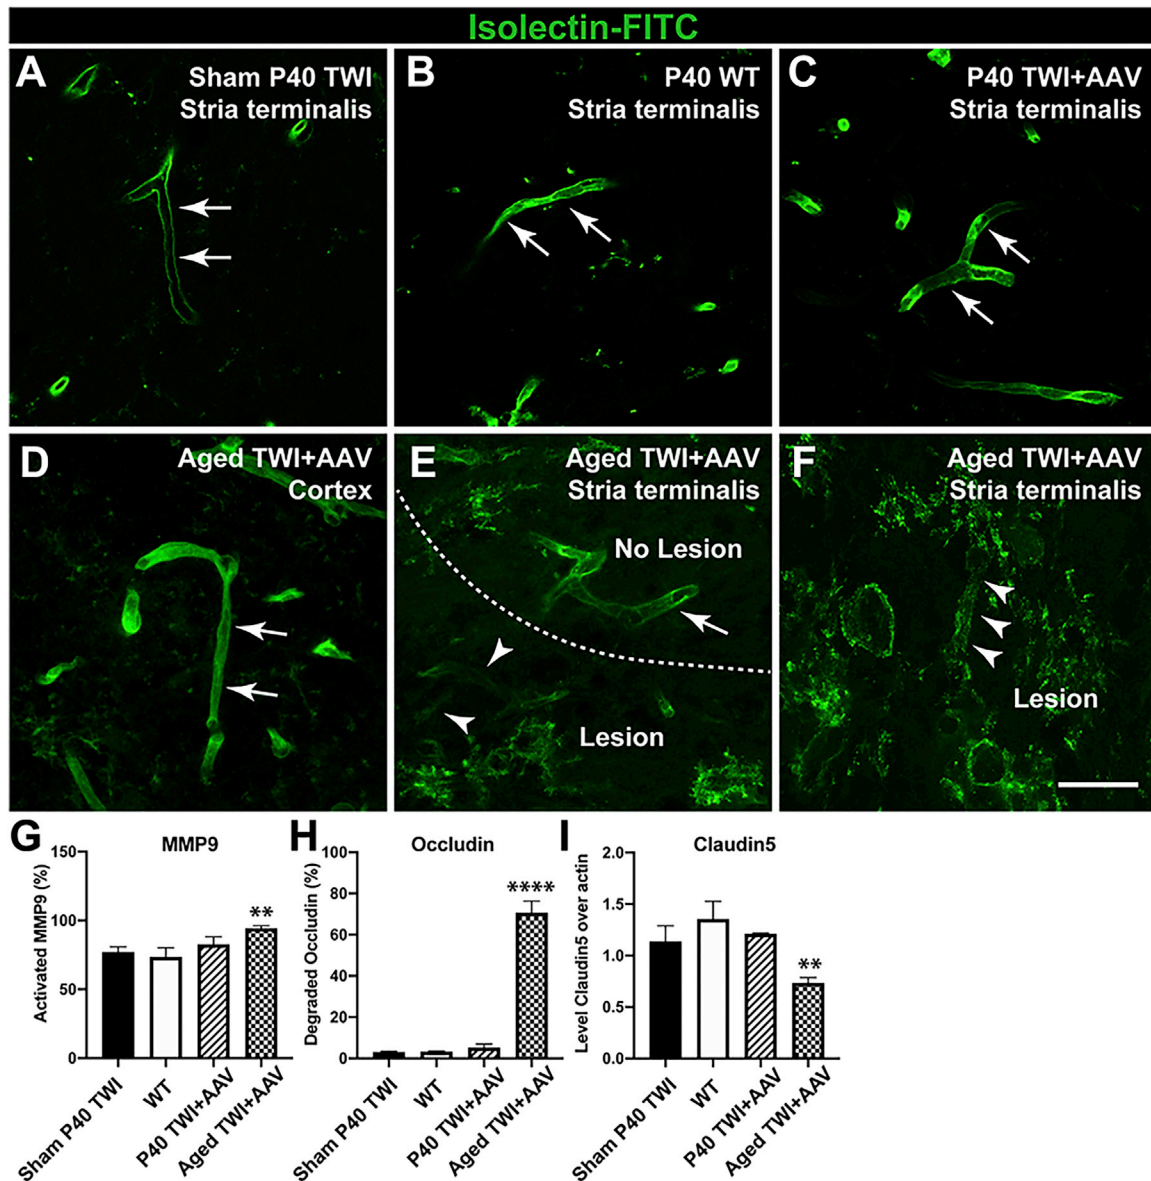 Isolectin-FITC
A
Sham P40 TWI
Stria terminalis
B
P40 WT
Stria terminalis
C
P40 TWI+AAV
Stria terminalis
D
Aged TWI+AAV
Cortex
E
Aged TWI+AAV
Stria terminalis
No Lesion
Lesion
F
Aged TWI+AAV
Stria terminalis
Lesion
G
MMP9
Activated MMP9 (%)
150
100
50
0
**
Sham P40 TWI
WT
P40 TWI+AAV
Aged TWI+AAV
H
Occludin
Degraded Occludin (%)
100
80
60
40
20
0
****
Sham P40 TWI
WT
P40 TWI+AAV
Aged TWI+AAV
I
Claudin5
Level Claudin5 over actin
2.0
1.5
1.0
0.5
0.0
**
Sham P40 TWI
WT
P40 TWI+AAV
Aged TWI+AAV